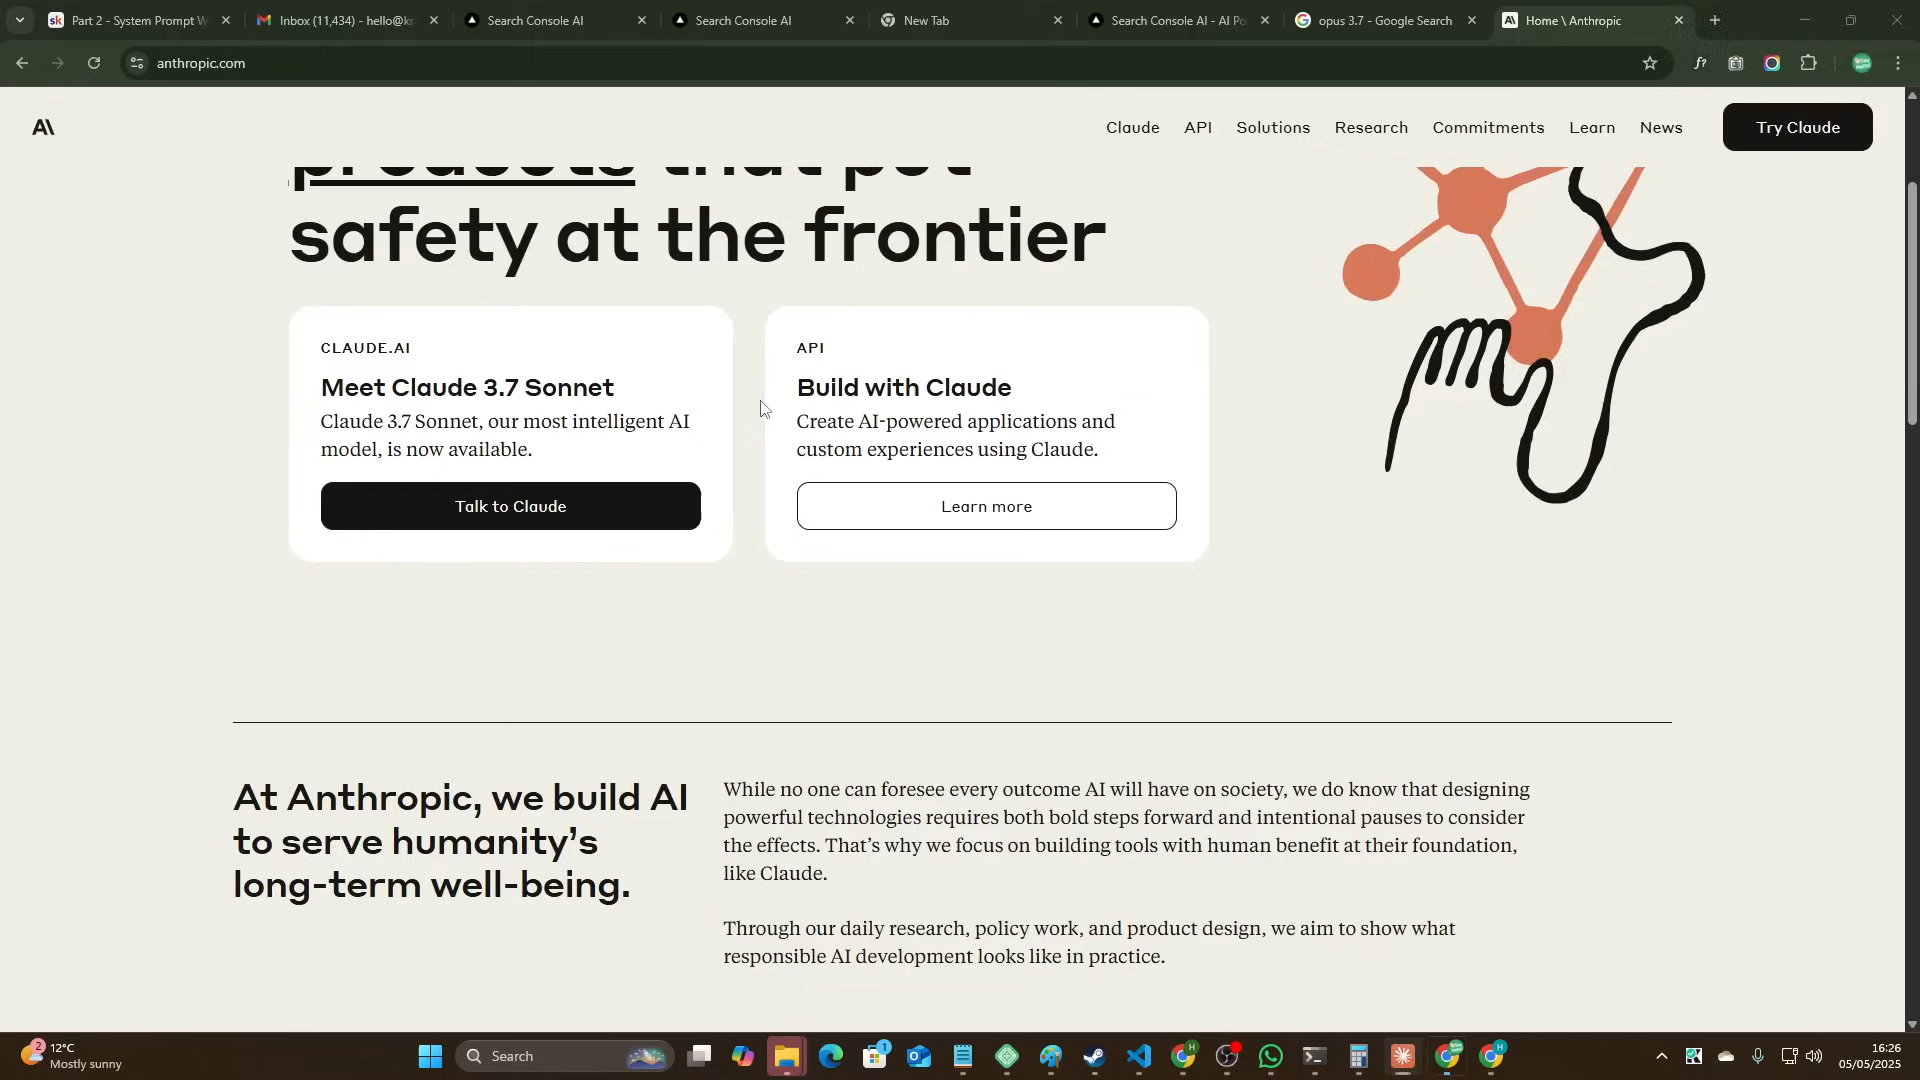 Part 2 - System Prompt W
Inbox (11,434) - hello@kr
Search Console AI
Search Console AI
New Tab
Search Console AI - AI Po
opus 3.7 - Google Search
Home \ Anthropic
anthropic.com
Claude
API
Solutions
Research
Commitments
Learn
News
Try Claude
products that put
safety at the frontier
CLAUDE.AI
Meet Claude 3.7 Sonnet
Claude 3.7 Sonnet, our most intelligent AI
model, is now available.
Talk to Claude
API
Build with Claude
Create AI-powered applications and
custom experiences using Claude.
Learn more
At Anthropic, we build AI
to serve humanity’s
long-term well-being.
While no one can foresee every outcome AI will have on society, we do know that designing
powerful technologies requires both bold steps forward and intentional pauses to consider
the effects. That’s why we focus on building tools with human benefit at their foundation,
like Claude.
Through our daily research, policy work, and product design, we aim to show what
responsible AI development looks like in practice.
2
12°C
Mostly sunny
Search
1
16:26
05/05/2025